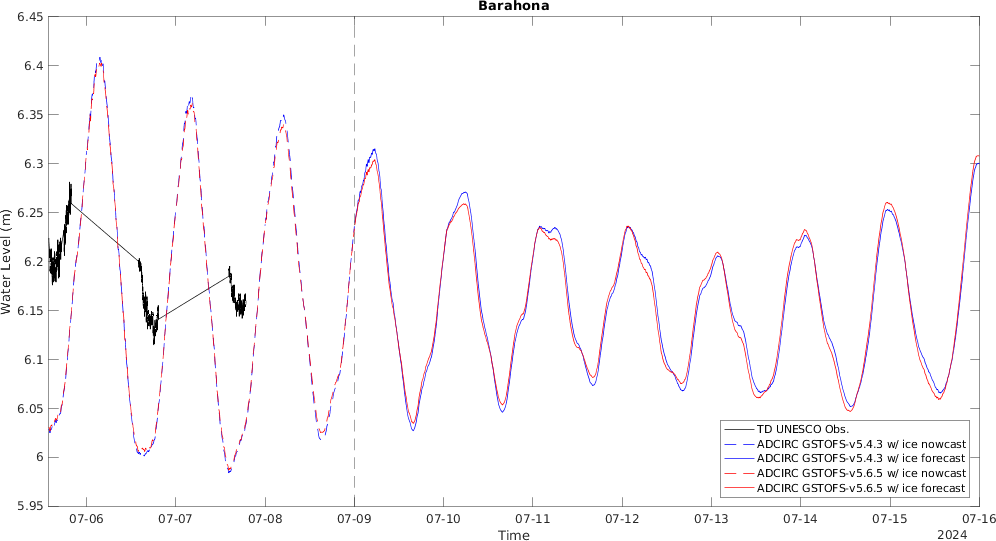 Barahona
6.45
6.4
6.35
6.3
6.25
6.2
6.15
6.1
6.05
6
5.95
Water Level (m)
07-06 07-07 07-08 07-09 07-10 07-11 07-12 07-13 07-14 07-15 07-16
Time
2024
TD UNESCO Obs.
ADCIRC GSTOFS-v5.4.3 w/ ice nowcast
ADCIRC GSTOFS-v5.4.3 w/ ice forecast
ADCIRC GSTOFS-v5.6.5 w/ ice nowcast
ADCIRC GSTOFS-v5.6.5 w/ ice forecast